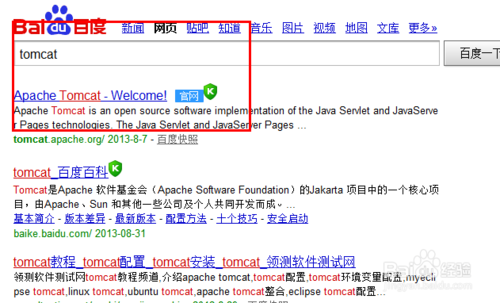 Bai du 百度 新闻 网页 贴吧 知道 音乐 图片 视频 地图 文库 更多»
tomcat 百度一下
Apache Tomcat - Welcome! 官网
Apache Tomcat is an open source software implementation of the Java Servlet and JavaServe
r Pages technologies. The Java Servlet and JavaServer Pages ...
tomcat.apache.org/ 2013-8-7 - 百度快照
tomcat_百度百科
Tomcat是Apache 软件基金会（Apache Software Foundation）的Jakarta 项目中的一个核心项
目，由Apache、Sun 和其他一些公司及个人共同开发而成。
基本简介 - 版本差异 - 最新版本 - 配置方法 - 十个技巧 - 安全启动
baike.baidu.com/ 2013-08-31
tomcat教程_tomcat配置_tomcat安装_tomcat_领测软件测试网
领测软件测试网tomcat教程频道,介绍apache tomcat,tomcat配置,tomcat环境变量配置,myecli
pse tomcat,linux tomcat,ubuntu tomcat,apache tomcat整合,eclipse tomcat配置...